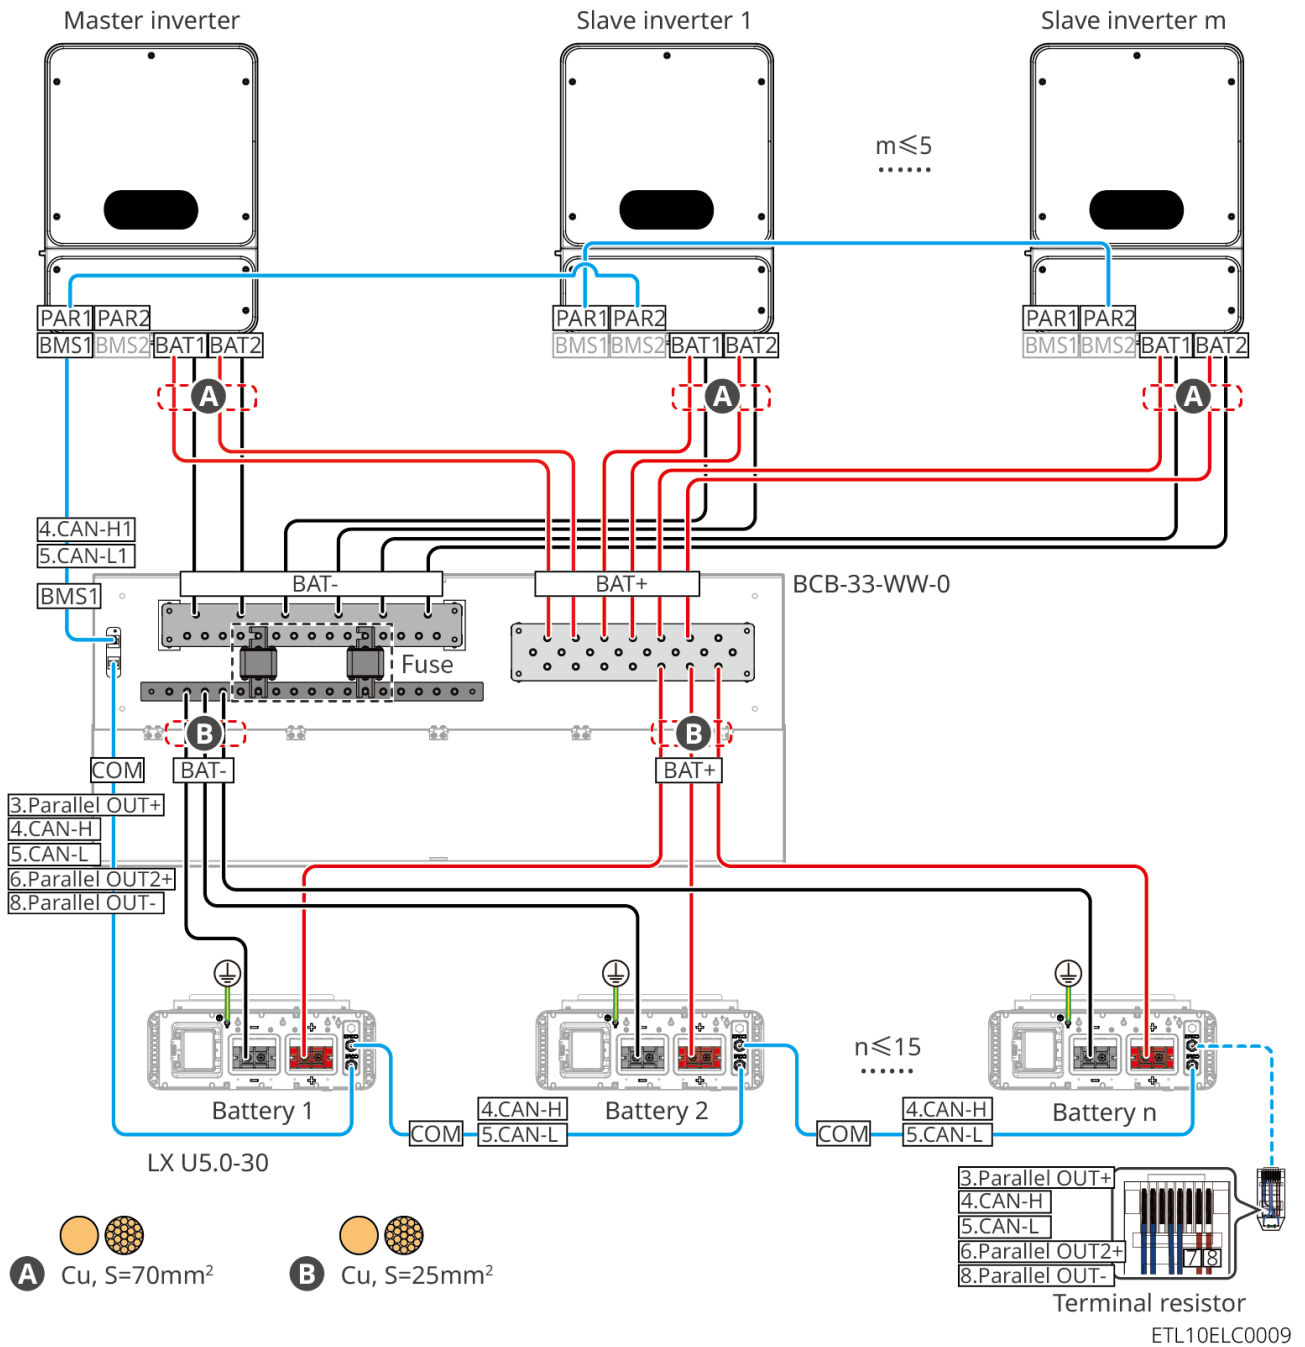 Master inverter
Slave inverter 1
Slave inverter m
m≤5
PAR1 PAR2
BMS1 BMS2 BAT1 BAT2
PAR1 PAR2
BMS1 BMS2 BAT1 BAT2
PAR1 PAR2
BMS1 BMS2 BAT1 BAT2
A
A
A
4.CAN-H1
5.CAN-L1
BMS1
BAT-
BAT+
BCB-33-WW-0
Fuse
B
B
COM
BAT-
BAT+
3.Parallel OUT+
4.CAN-H
5.CAN-L
6.Parallel OUT2+
8.Parallel OUT-
n≤15
Battery 1
Battery 2
Battery n
COM
4.CAN-H
5.CAN-L
COM
4.CAN-H
5.CAN-L
LX U5.0-30
3.Parallel OUT+
4.CAN-H
5.CAN-L
6.Parallel OUT2+
8.Parallel OUT-
7 8
Terminal resistor
A Cu, S=70mm²
B Cu, S=25mm²
ETL10ELC0009